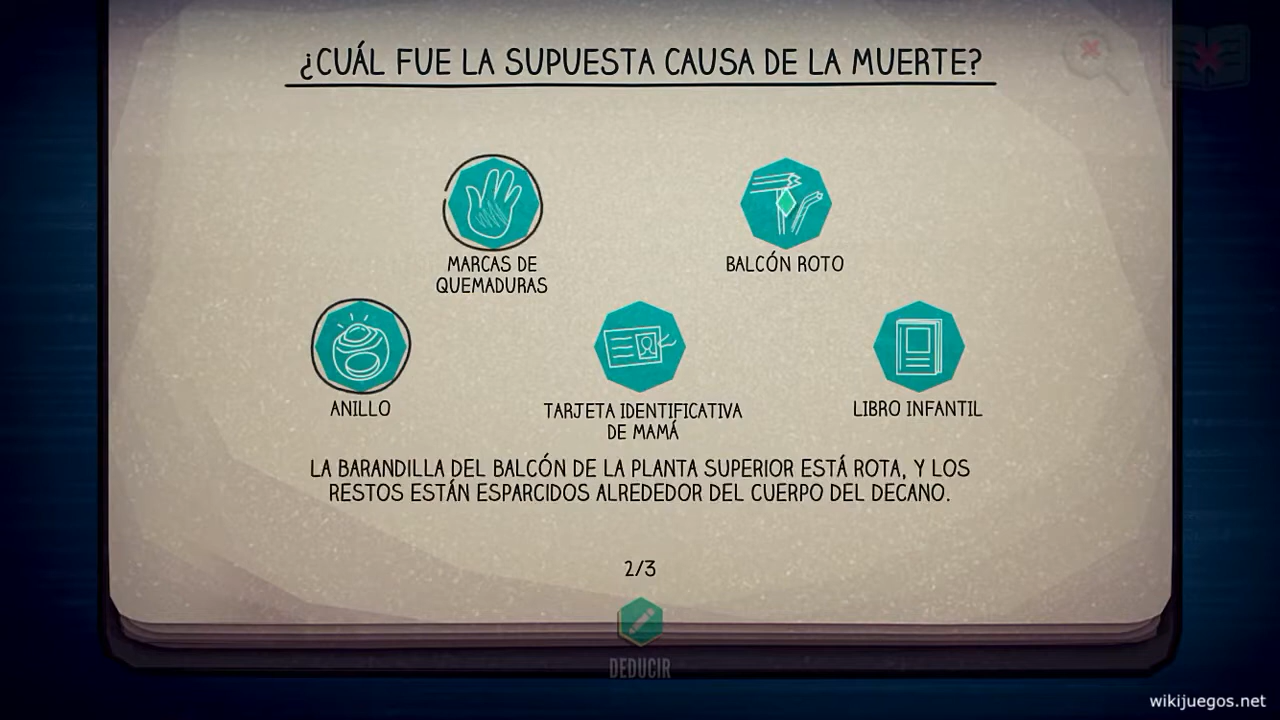 ¿CUÁL FUE LA SUPUESTA CAUSA DE LA MUERTE?
MARCAS DE
QUEMADURAS
BALCÓN ROTO
ANILLO
TARJETA IDENTIFICATIVA
DE MAMÁ
LIBRO INFANTIL
LA BARANDILLA DEL BALCÓN DE LA PLANTA SUPERIOR ESTÁ ROTA, Y LOS
RESTOS ESTÁN ESPARCIDOS ALREDEDOR DEL CUERPO DEL DECANO.
2/3
DEDUCIR
wikijuegos.net